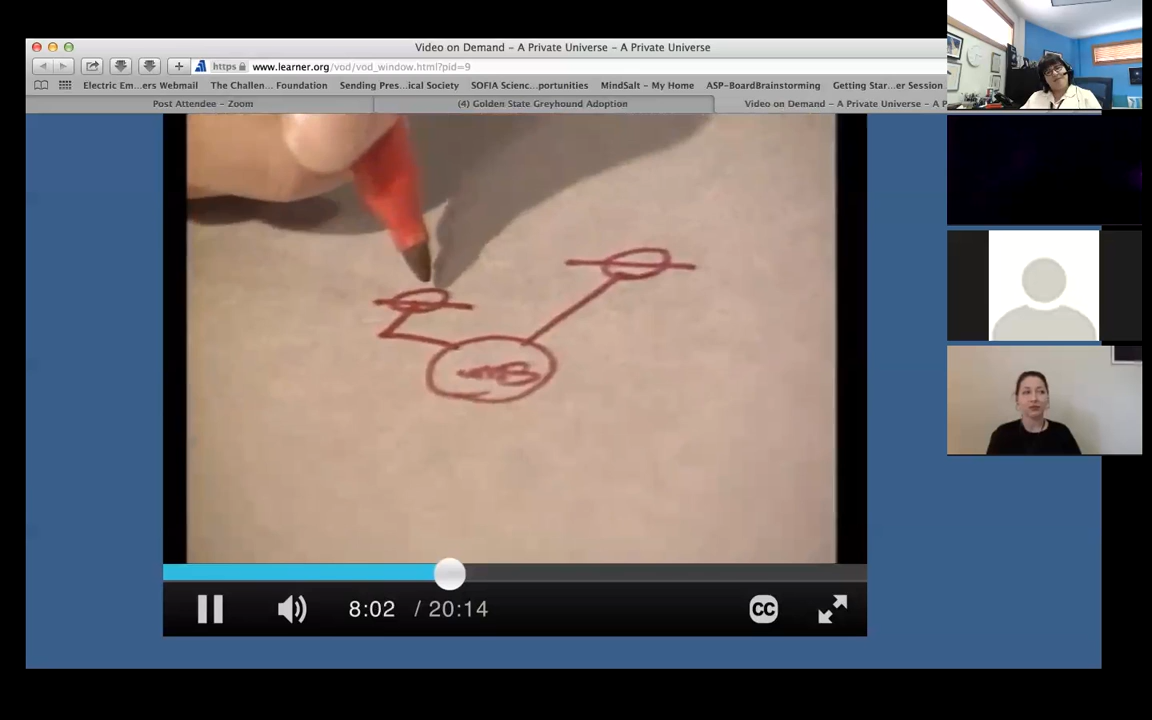 Video on Demand – A Private Universe – A Private Universe
https www.learner.org/vod/vod_window.html?pid=9
Electric Em...ers Webmail The Challen... Foundation Sending Pres...ical Society SOFIA Scienc...portunities MindSalt – My Home ASP-BoardBrainstorming Getting Star...er Session
Post Attendee – Zoom (4) Golden State Greyhound Adoption Video on Demand – A Private Universe – A P
8:02 / 20:14
CC